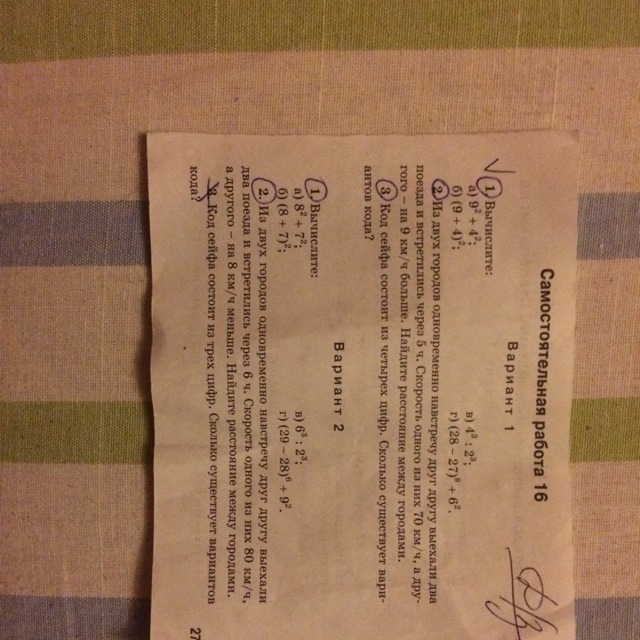 Самостоятельная работа 16
Вариант 1
1. Вычислите:
а) 9² + 4²; в) 4³ : 2³;
б) (9 + 4)²; г) (28 − 27)⁸ + 6².
2. Из двух городов одновременно навстречу друг другу выехали два
поезда и встретились через 5 ч. Скорость одного из них 70 км/ч, а дру-
гого – на 9 км/ч больше. Найдите расстояние между городами.
3. Код сейфа состоит из четырех цифр. Сколько существует вари-
антов кода?
Вариант 2
1. Вычислите:
а) 8² + 7²; в) 6³ : 2³;
б) (8 + 7)²; г) (29 − 28)⁶ + 9².
2. Из двух городов одновременно навстречу друг другу выехали
два поезда и встретились через 6 ч. Скорость одного из них 80 км/ч,
а другого – на 8 км/ч меньше. Найдите расстояние между городами.
3. Код сейфа состоит из трех цифр. Сколько существует вариантов
кода?
27